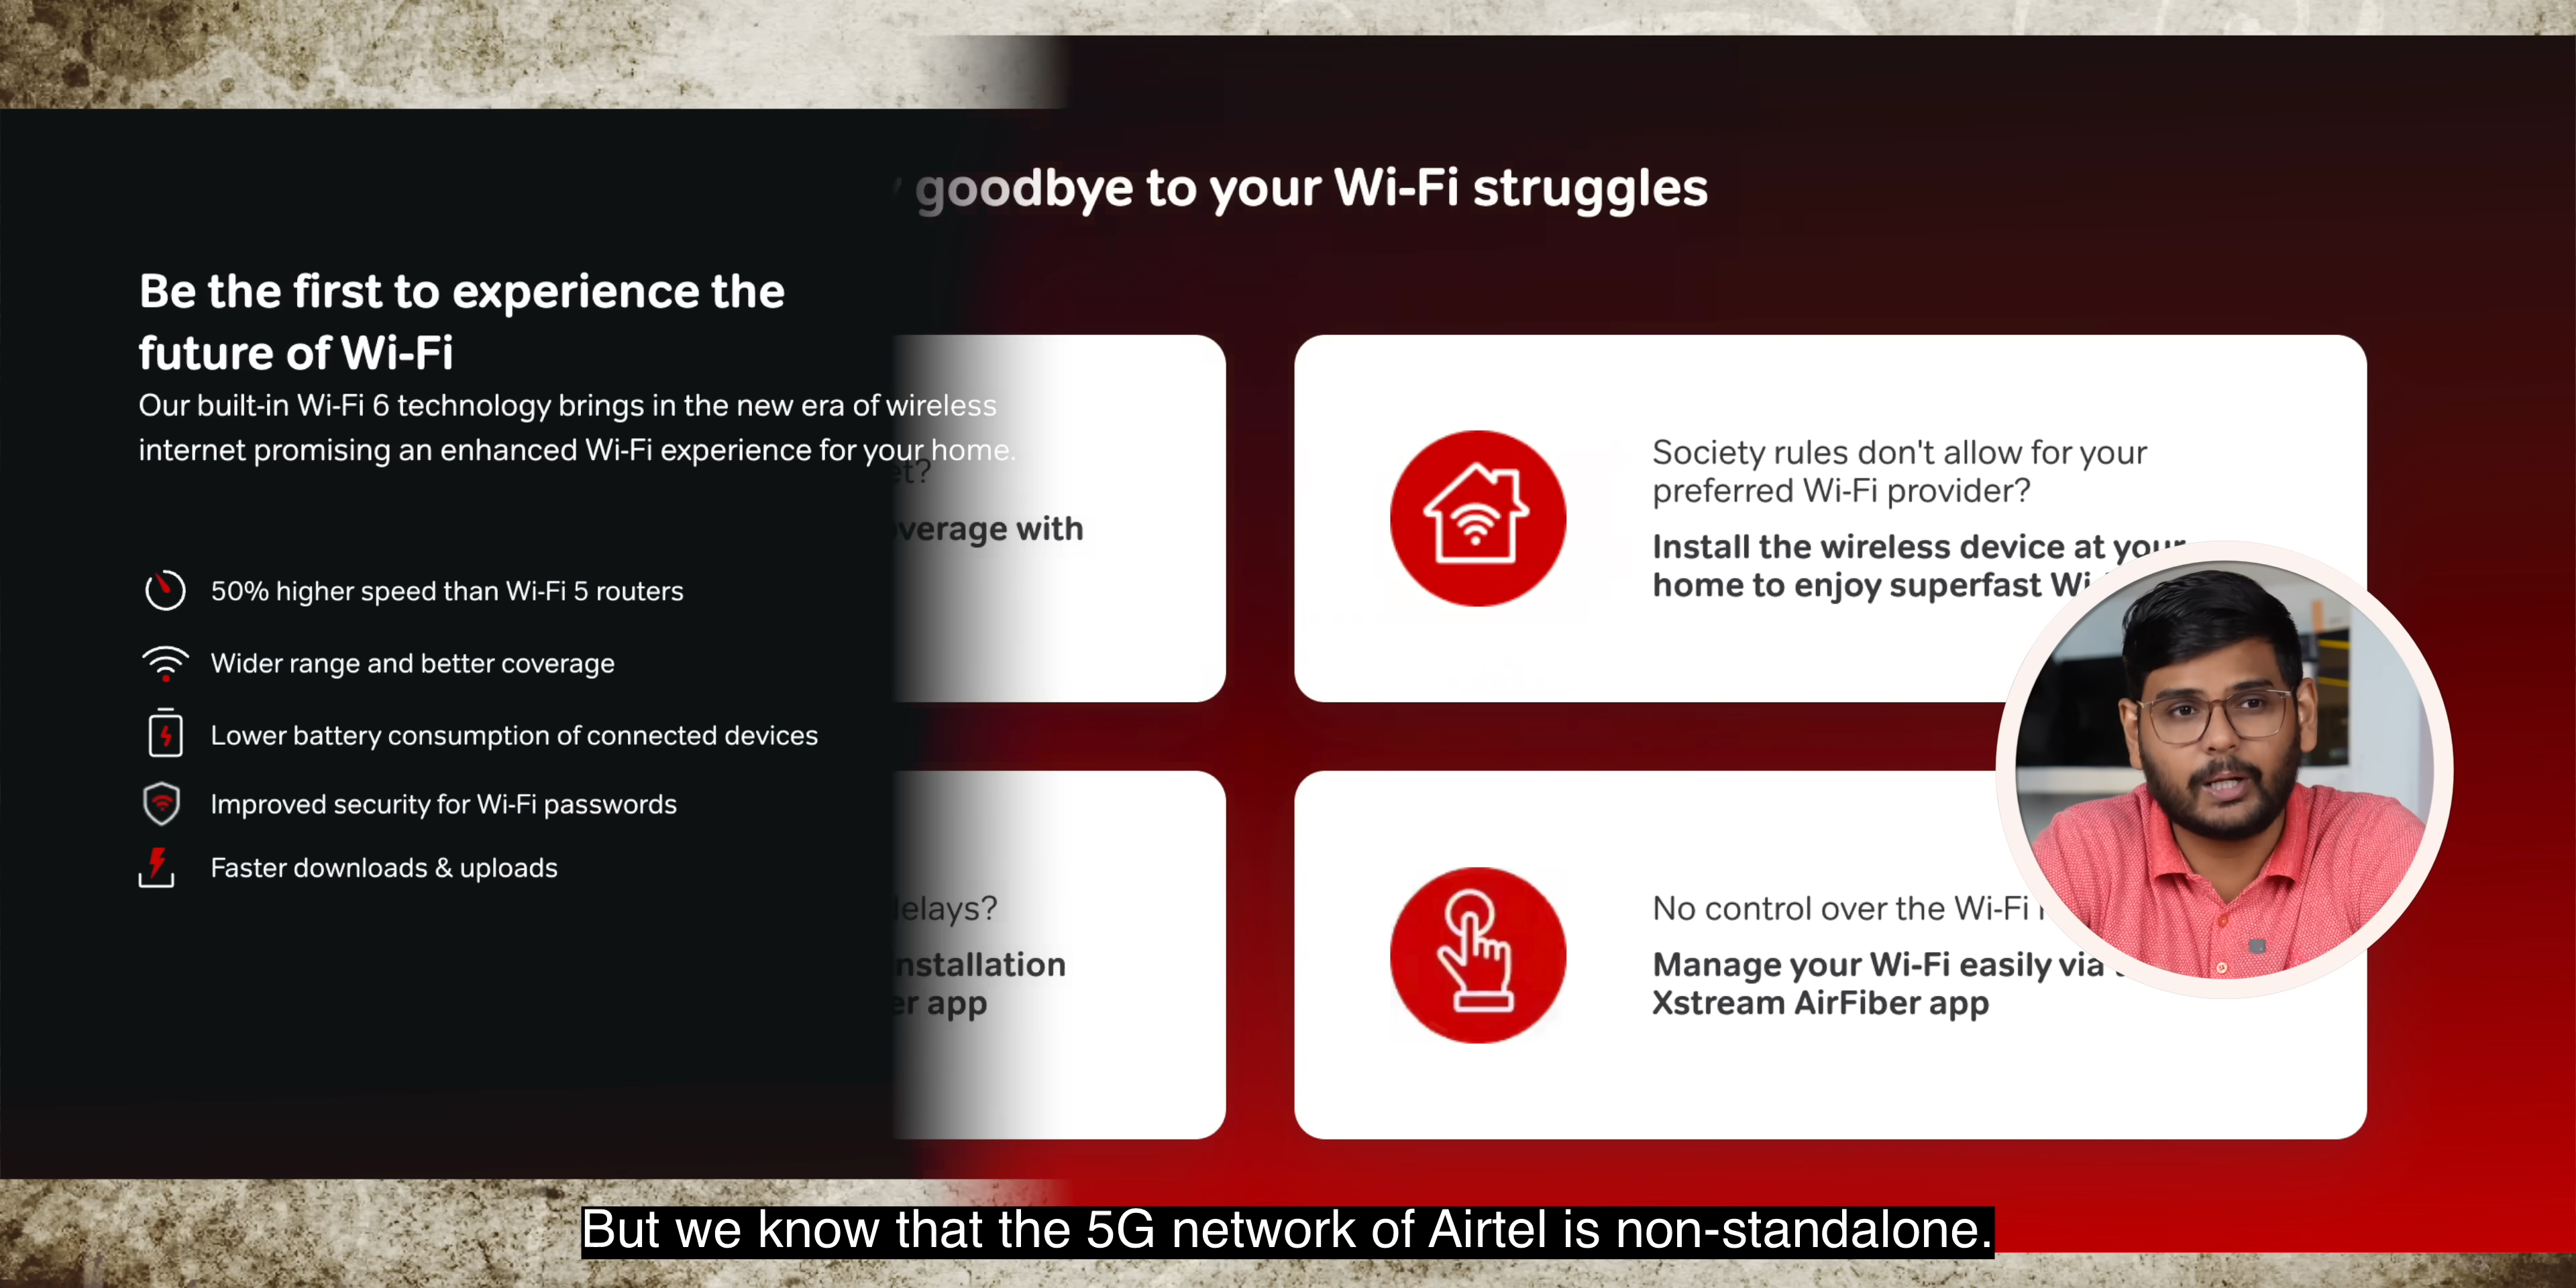 goodbye to your Wi-Fi struggles
Be the first to experience the
future of Wi-Fi
Our built-in Wi-Fi 6 technology brings in the new era of wireless
internet promising an enhanced Wi-Fi experience for your home.
50% higher speed than Wi-Fi 5 routers
Wider range and better coverage
Lower battery consumption of connected devices
Improved security for Wi-Fi passwords
Faster downloads & uploads
with
app
Society rules don't allow for your
preferred Wi-Fi provider?
Install the wireless device at your
home to enjoy superfast
No control over the Wi-Fi
Manage your Wi-Fi easily via
Xstream AirFiber app
But we know that the 5G network of Airtel is non-standalone.